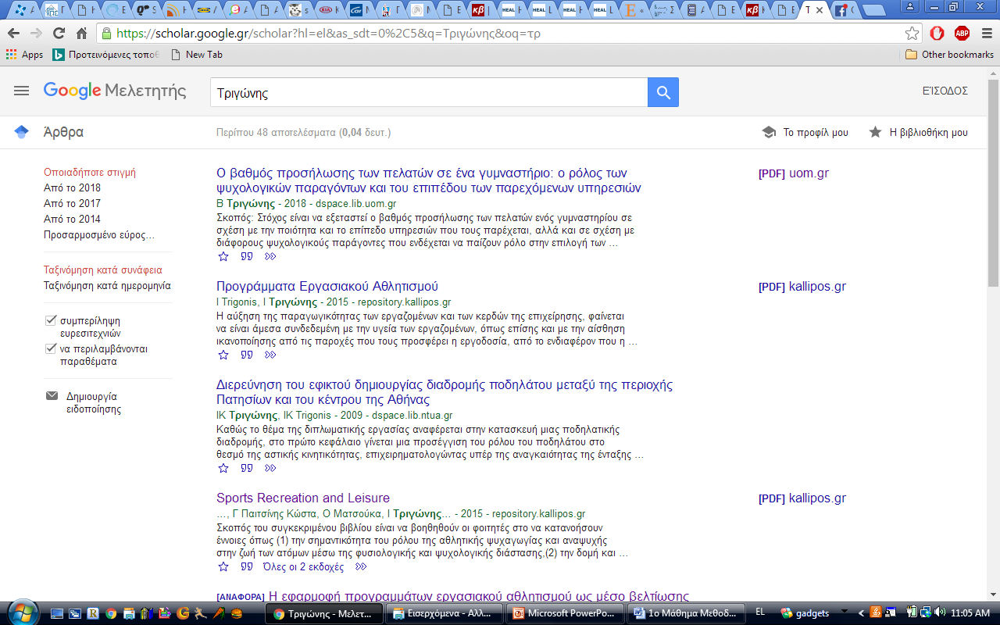 https://scholar.google.gr/scholar?hl=el&as_sdt=0%2C5&q=Τριγώνης&oq=τρ
ABP
Apps
Προτεινόμενες τοποθ
New Tab
Other bookmarks
Google Μελετητής
Τριγώνης
ΕΊΣΟΔΟΣ
Άρθρα
Περίπου 48 αποτελέσματα (0,04 δευτ.)
Το προφίλ μου
Η βιβλιοθήκη μου
Οποιαδήποτε στιγμή
Από το 2018
Από το 2017
Από το 2014
Προσαρμοσμένο εύρος...
Ταξινόμηση κατά συνάφεια
Ταξινόμηση κατά ημερομηνία
συμπερίληψη
ευρεσιτεχνιών
να περιλαμβάνονται
παραθέματα
Δημιουργία
ειδοποίησης
Ο βαθμός προσήλωσης των πελατών σε ένα γυμναστήριο: ο ρόλος των
ψυχολογικών παραγόντων και του επιπέδου των παρεχόμενων υπηρεσιών
Β Τριγώνης - 2018 - dspace.lib.uom.gr
Σκοπός: Στόχος είναι να εξεταστεί ο βαθμός προσήλωσης των πελατών ενός γυμναστηρίου σε
σχέση με την ποιότητα και το επίπεδο υπηρεσιών που τους παρέχεται, αλλά και σε σχέση με
διάφορους ψυχολογικούς παράγοντες που ενδέχεται να παίζουν ρόλο στην επιλογή των ...
[PDF] uom.gr
Προγράμματα Εργασιακού Αθλητισμού
I Trigonis, Ι Τριγώνης - 2015 - repository.kallipos.gr
Η αύξηση της παραγωγικότητας των εργαζομένων και των κερδών της επιχείρησης, φαίνεται
να είναι άμεσα συνδεδεμένη με την υγεία των εργαζομένων, όπως επίσης και με την αίσθηση
ικανοποίησης από τις παροχές που τους προσφέρει η εργοδοσία, από το ενδιαφέρον που η ...
[PDF] kallipos.gr
Διερεύνηση του εφικτού δημιουργίας διαδρομής ποδηλάτου μεταξύ της περιοχής
Πατησίων και του κέντρου της Αθήνας
ΙΚ Τριγώνης, IK Trigonis - 2009 - dspace.lib.ntua.gr
Καθώς το θέμα της διπλωματικής εργασίας αναφέρεται στην κατασκευή μιας ποδηλατικής
διαδρομής, στο πρώτο κεφάλαιο γίνεται μια προσέγγιση του ρόλου του ποδηλάτου στο
θεσμό της αστικής κινητικότητας, επιχειρηματολογώντας υπέρ της αναγκαιότητας της ένταξης ...
Sports Recreation and Leisure
..., Γ Παιτσίνης Κώστα, Ο Ματσούκα, Ι Τριγώνης... - 2015 - repository.kallipos.gr
Σκοπός του συγκεκριμένου βιβλίου είναι να βοηθηθούν οι φοιτητές στο να κατανοήσουν
έννοιες όπως (1) την σημαντικότητα του ρόλου της αθλητικής ψυχαγωγίας και αναψυχής
στην ζωή των ατόμων μέσω της φυσιολογικής και ψυχολογικής διάστασης,(2) την δομή και ...
Όλες οι 2 εκδοχές
[PDF] kallipos.gr
[ΑΝΑΦΟΡΑ] Η εφαρμογή προγραμμάτων εργασιακού αθλητισμού ως μέσο βελτίωσης
Τριγώνης - Μελετ...
Εισερχόμενα - Αλλ...
Microsoft PowerPo...
1ο Μάθημα Μεθοδ...
EL
gadgets
11:05 AM